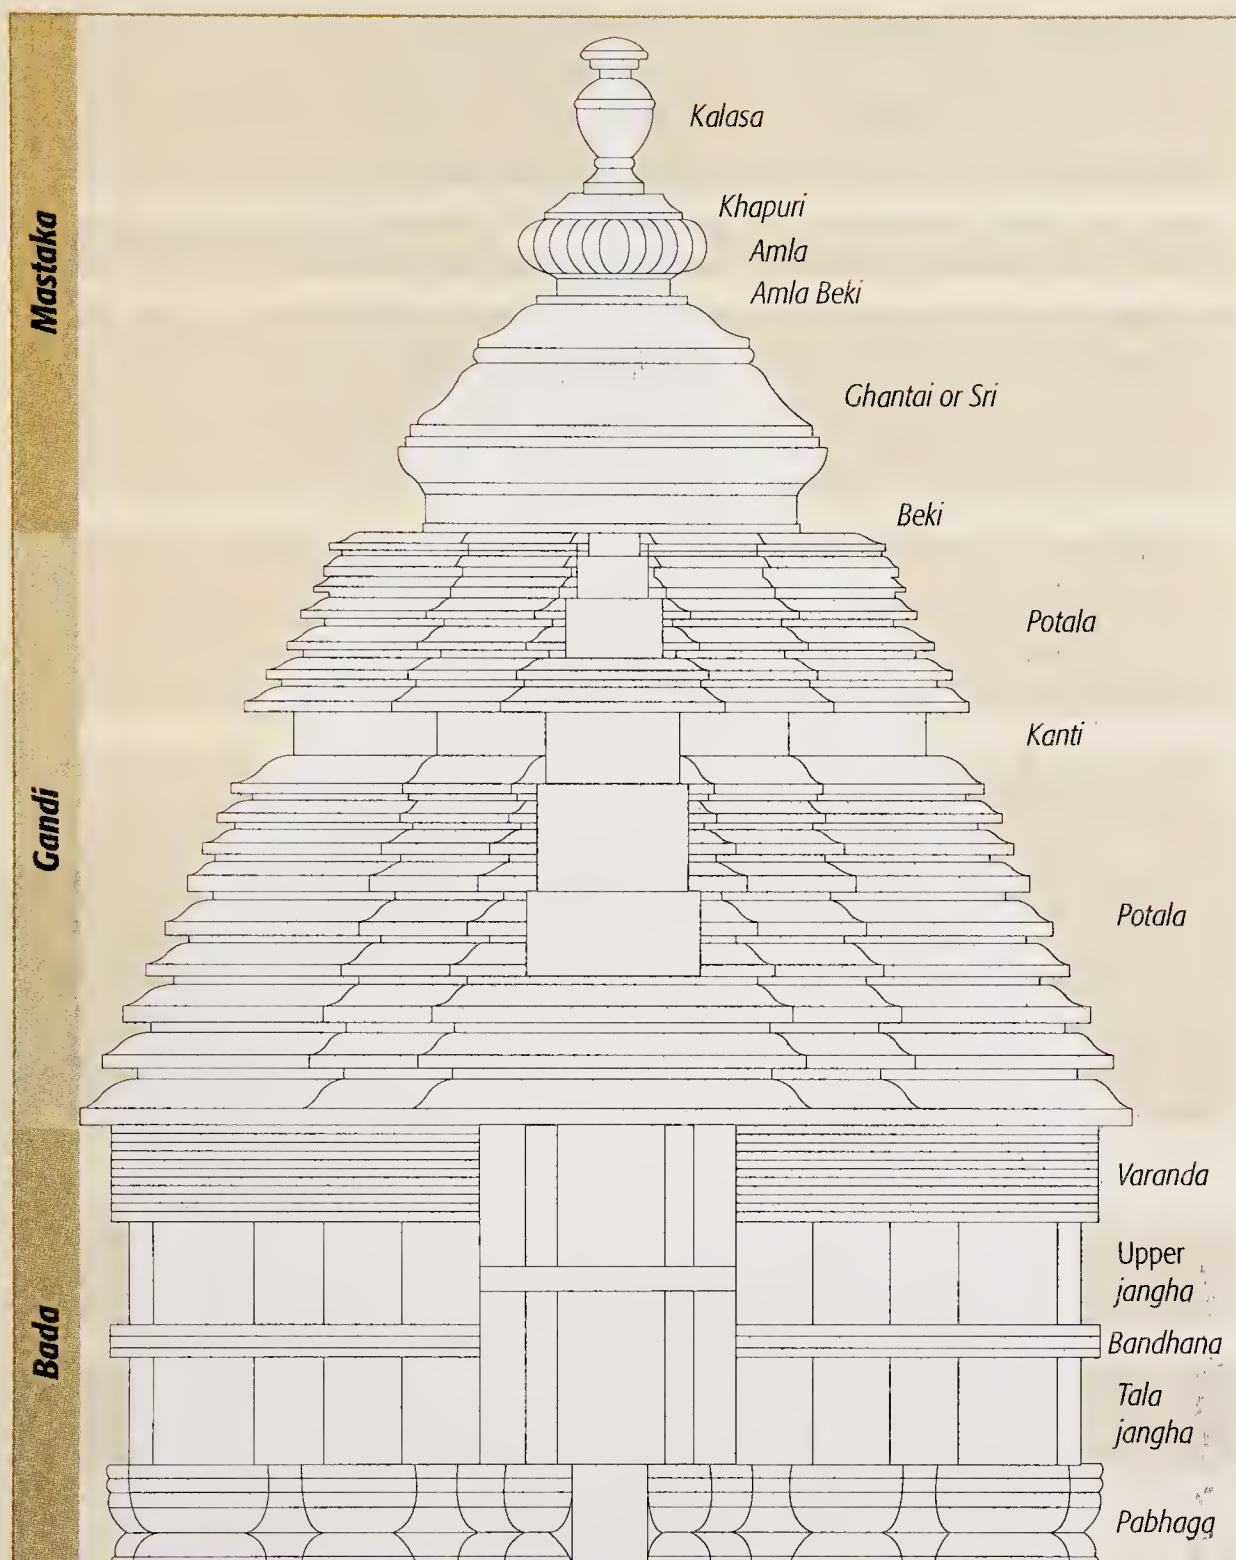 Mastaka
Kalasa
Khapuri
Amla
Amla Beki
Ghantai or Sri
Beki
Gandi
Potala
Kanti
Potala
Bada
Varanda
Upper
jangha
Bandhana
Tala
jangha
Pabhaga